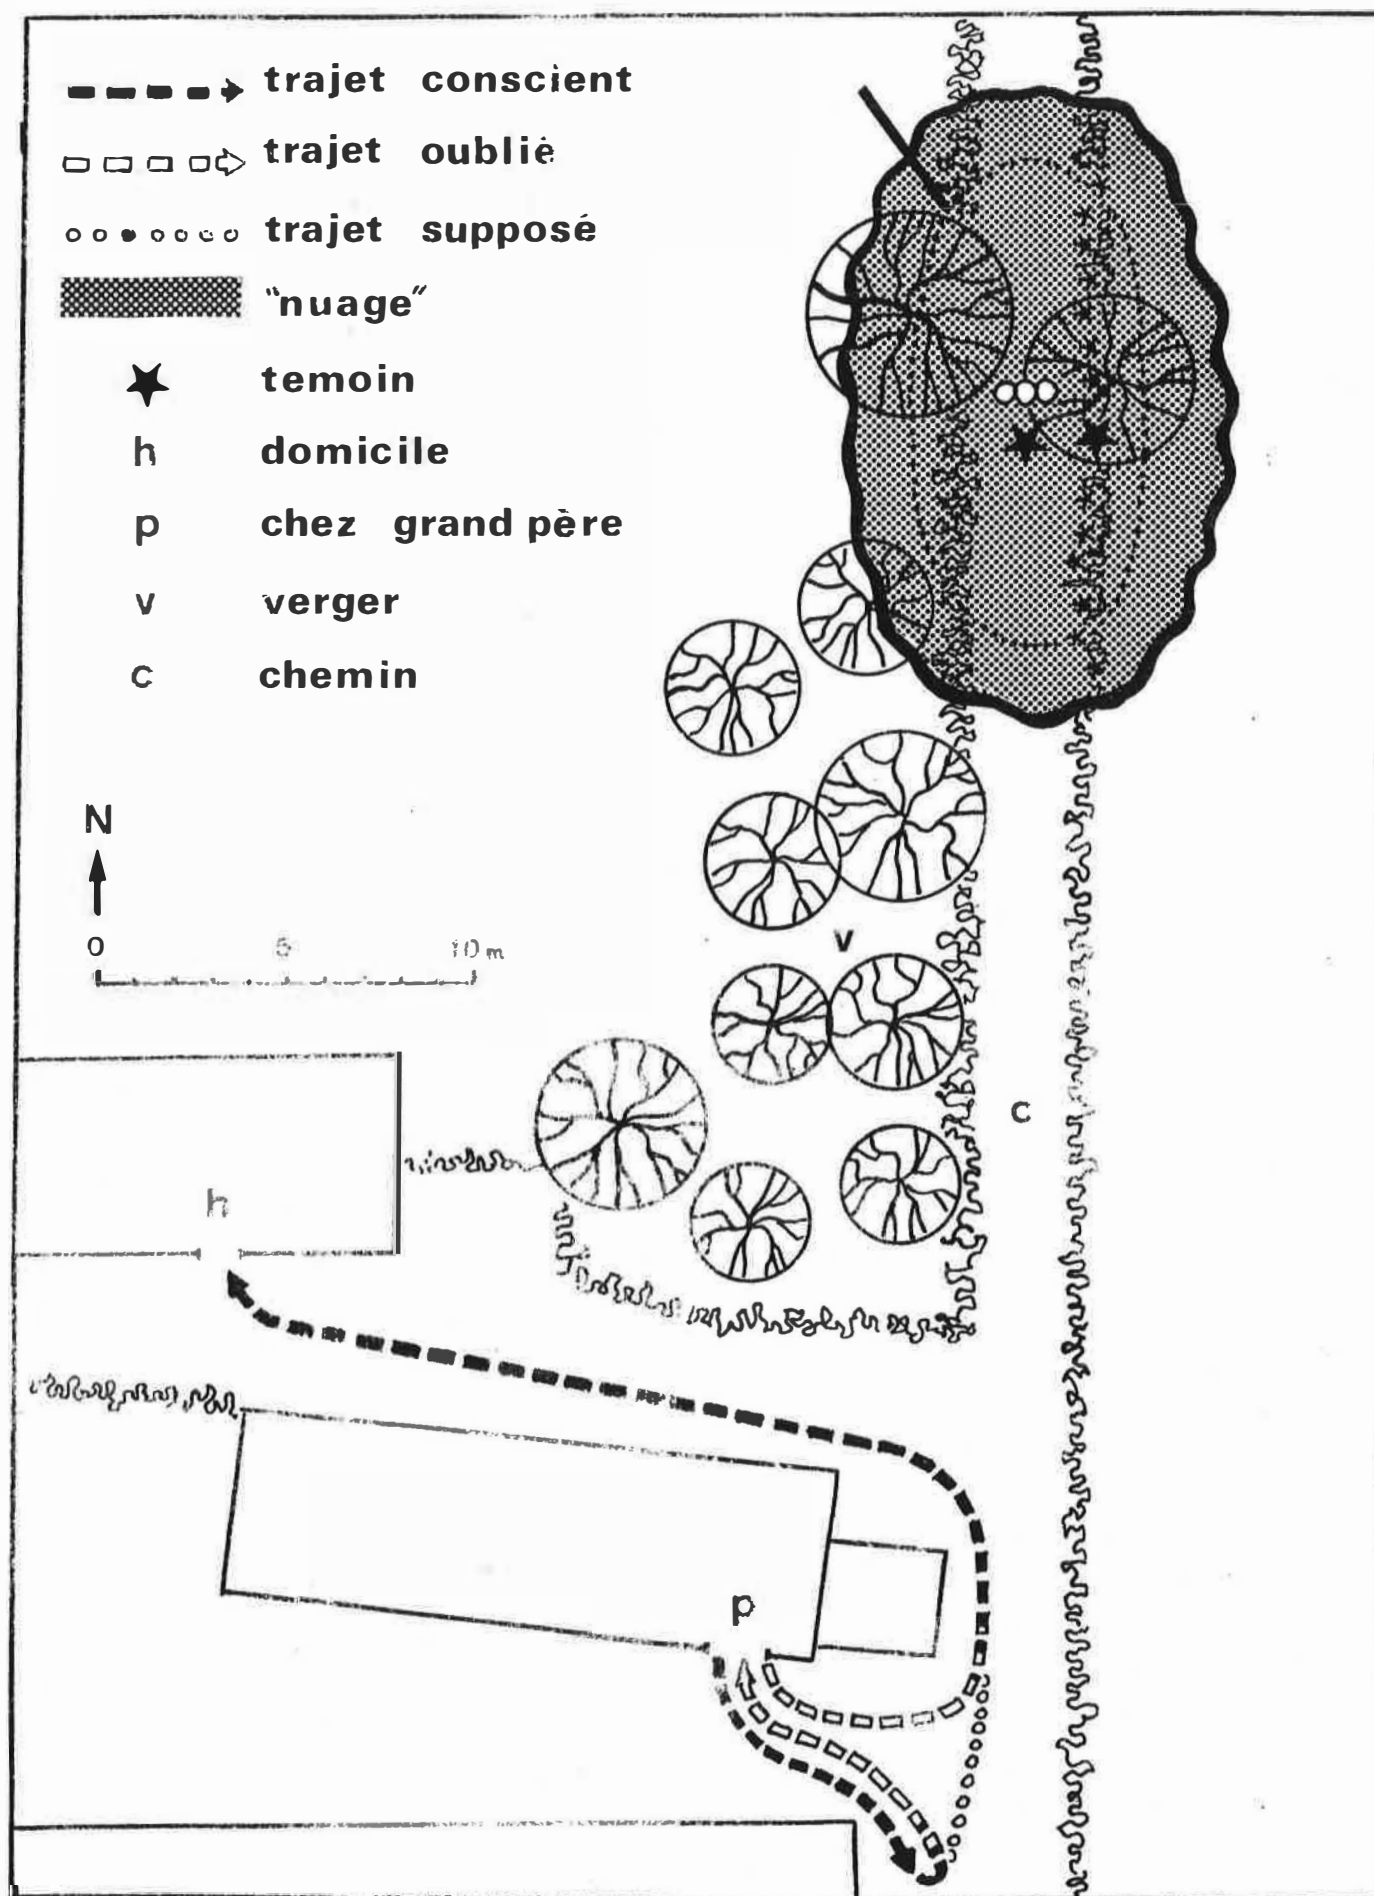 trajet conscient
trajet oublié
trajet supposé
"nuage"
★ temoin
h domicile
p chez grand père
v verger
c chemin
N
0 5 10 m
v
c
h
p